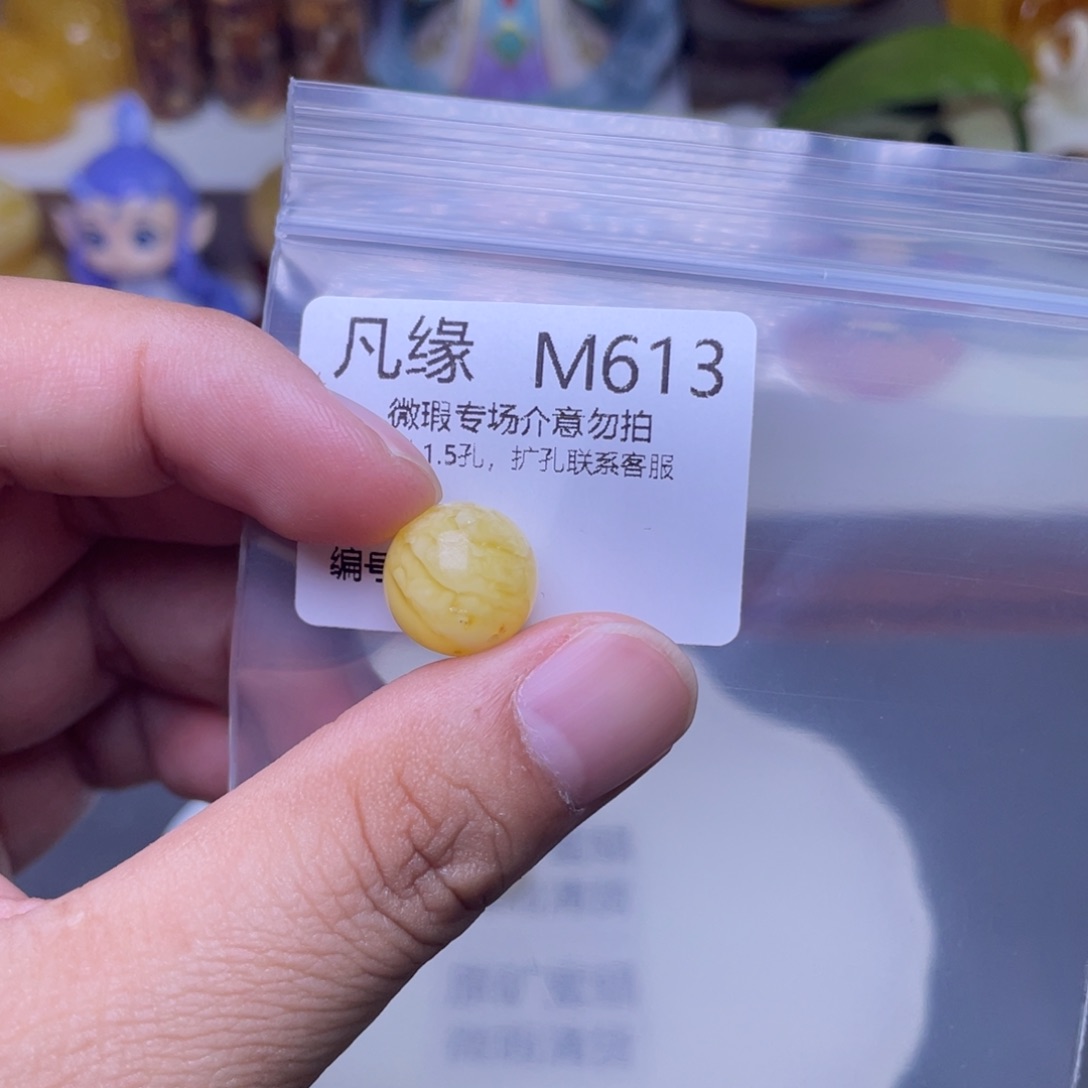 凡缘 M613
微瑕专场介意勿拍
1.5孔，扩孔联系客服
编号